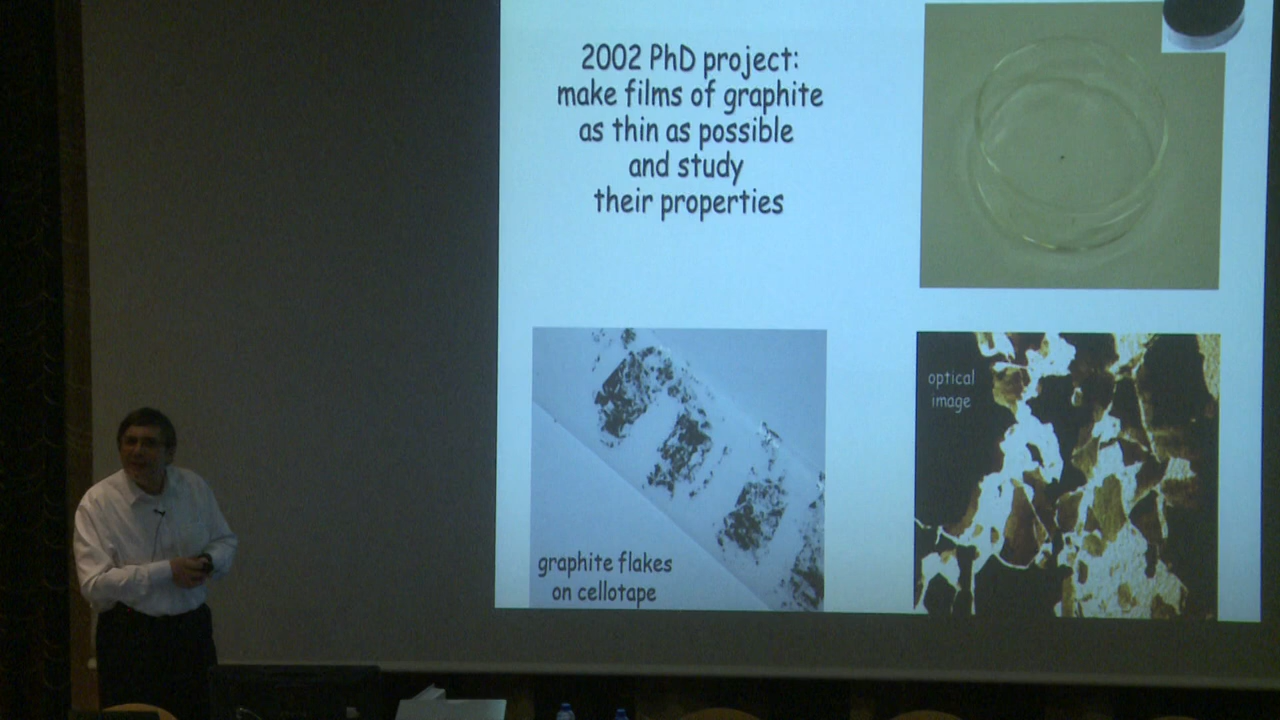 2002 PhD project:
make films of graphite
as thin as possible
and study
their properties
optical
image
graphite flakes
on cellotape